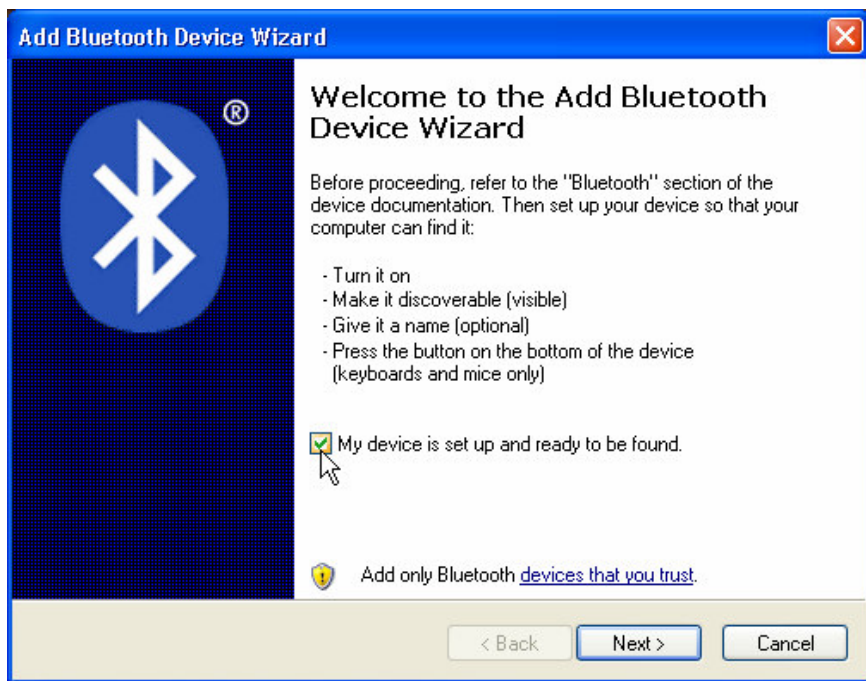 Add Bluetooth Device Wizard
®
Welcome to the Add Bluetooth
Device Wizard
Before proceeding, refer to the "Bluetooth" section of the
device documentation. Then set up your device so that your
computer can find it:
- Turn it on
- Make it discoverable (visible)
- Give it a name (optional)
- Press the button on the bottom of the device
(keyboards and mice only)
My device is set up and ready to be found.
Add only Bluetooth devices that you trust.
< Back Next > Cancel